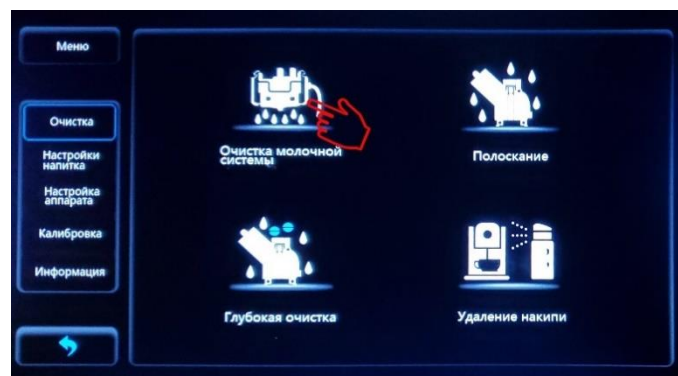 Меню
Очистка
Настройки
напитка
Настройка
аппарата
Калибровка
Информация
Очистка молочной
системы
Полоскание
Глубокая очистка
Удаление накипи